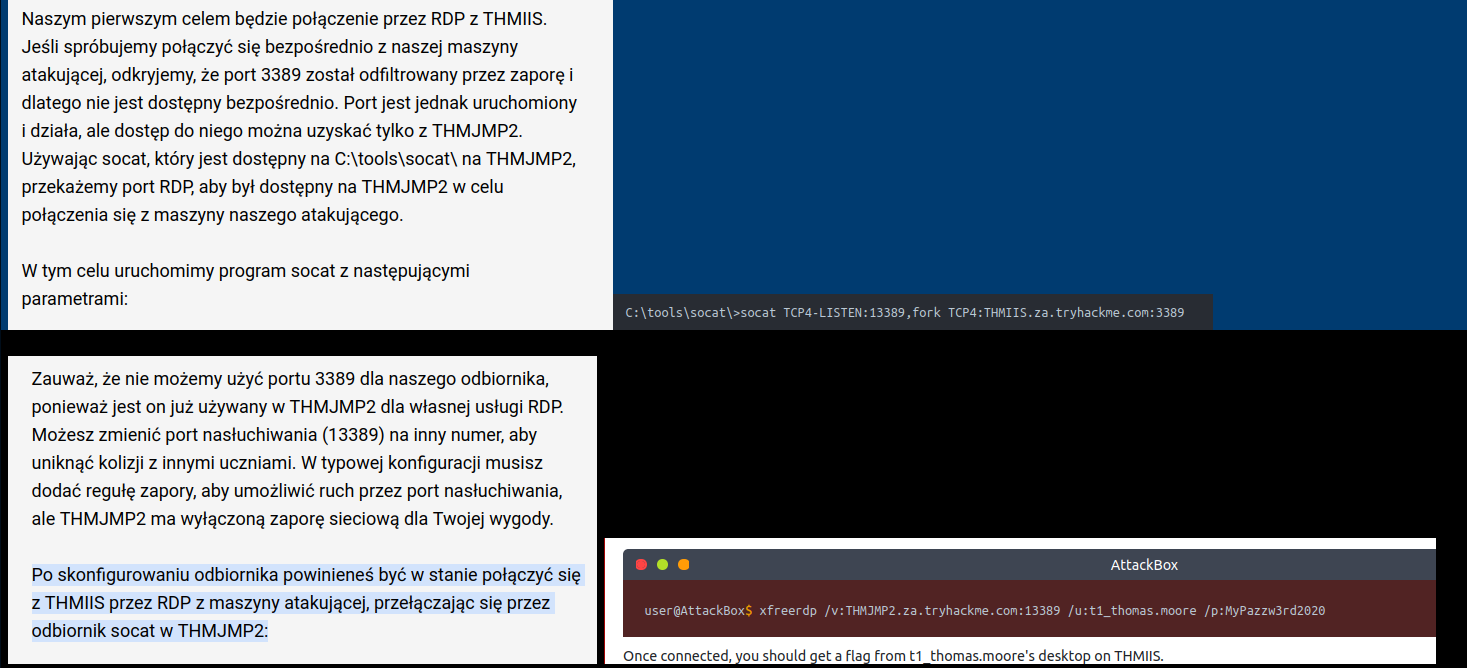 Naszym pierwszym celem będzie połączenie przez RDP z THMIIS.
Jeśli spróbujemy połączyć się bezpośrednio z naszej maszyny
atakującej, odkryjemy, że port 3389 został odfiltrowany przez zaporę i
dlatego nie jest dostępny bezpośrednio. Port jest jednak uruchomiony
i działa, ale dostęp do niego można uzyskać tylko z THMJMP2.
Używając socat, który jest dostępny na C:\tools\socat\ na THMJMP2,
przekażemy port RDP, aby był dostępny na THMJMP2 w celu
połączenia się z maszyny naszego atakującego.
W tym celu uruchomimy program socat z następującymi
parametrami:
C:\tools\socat\>socat TCP4-LISTEN:13389,fork TCP4:THMIIS.za.tryhackme.com:3389
Zauważ, że nie możemy użyć portu 3389 dla naszego odbiornika,
ponieważ jest on już używany w THMJMP2 dla własnej usługi RDP.
Możesz zmienić port nasłuchiwania (13389) na inny numer, aby
uniknąć kolizji z innymi uczniami. W typowej konfiguracji musisz
dodać regułę zapory, aby umożliwić ruch przez port nasłuchiwania,
ale THMJMP2 ma wyłączoną zaporę sieciową dla Twojej wygody.
Po skonfigurowaniu odbiornika powinieneś być w stanie połączyć się
z THMIIS przez RDP z maszyny atakującej, przełączając się przez
odbiornik socat w THMJMP2:
AttackBox
user@AttackBox$ xfreerdp /v:THMJMP2.za.tryhackme.com:13389 /u:t1_thomas.moore /p:MyPazzw3rd2020
Once connected, you should get a flag from t1_thomas.moore's desktop on THMIIS.